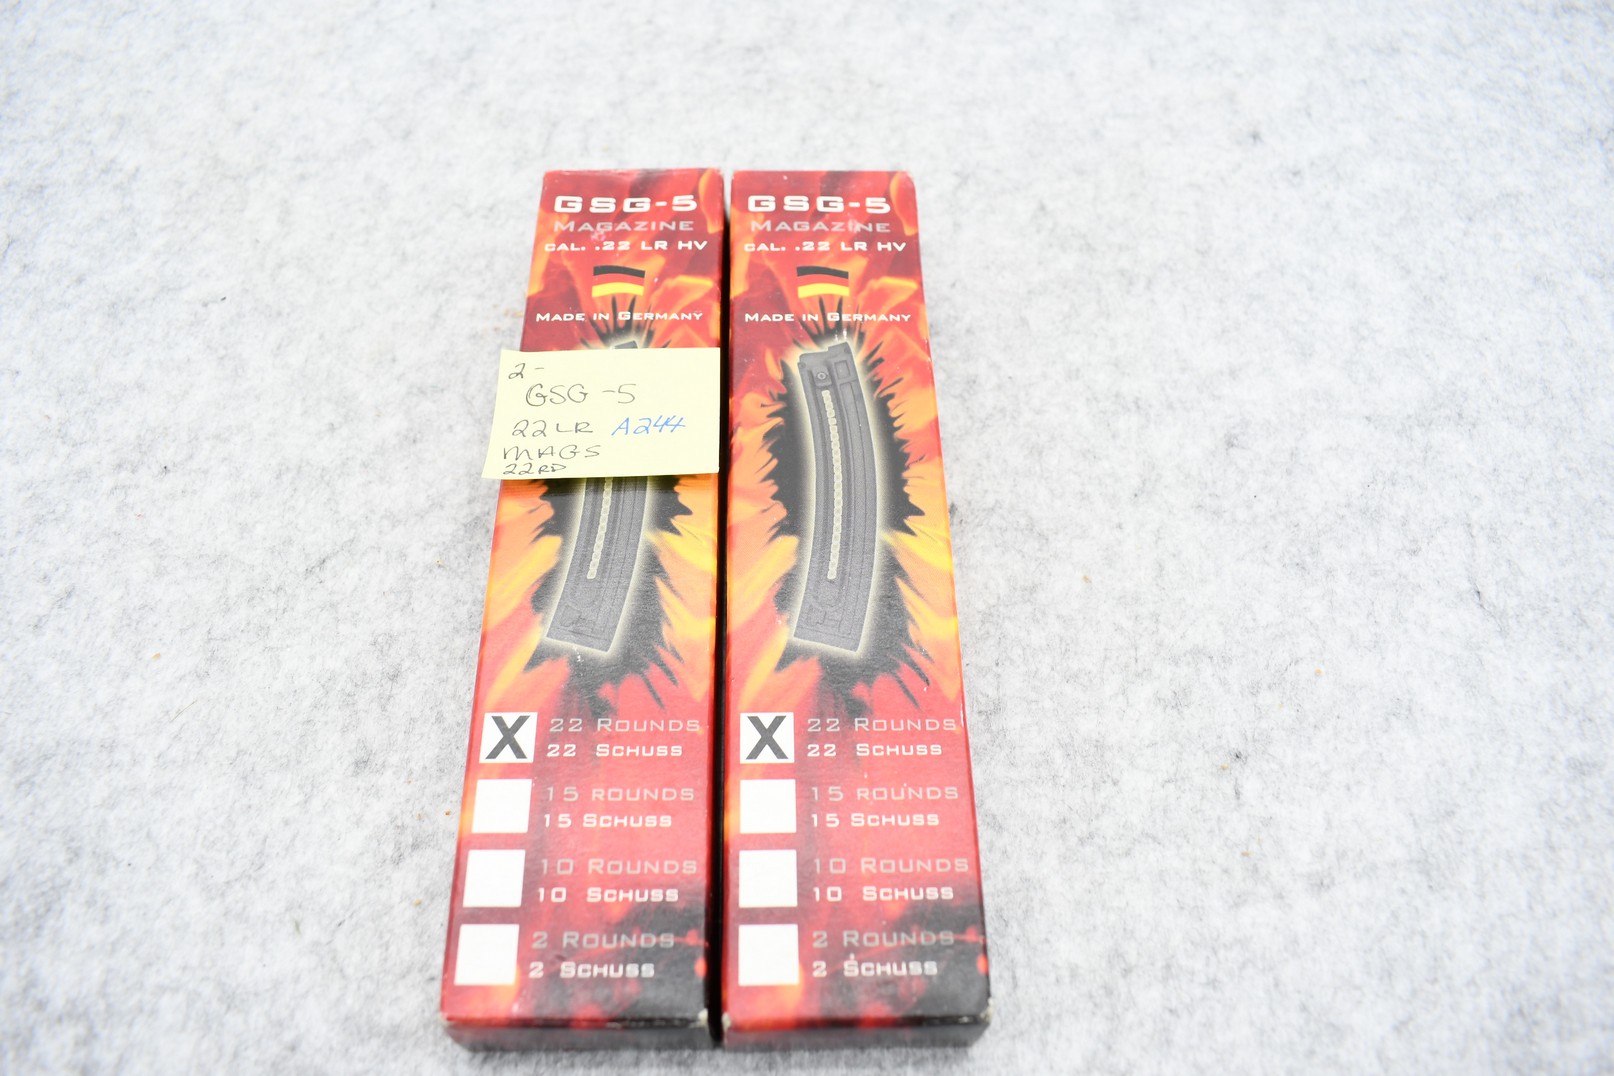 GSG-5
MAGAZINE
CAL. .22 LR HV
MADE IN GERMANY
2-
GSG-5
22LR A244
MAGS
22RD
X 22 ROUNDS
22 SCHUSS
15 ROUNDS
15 SCHUSS
10 ROUNDS
10 SCHUSS
2 ROUNDS
2 SCHUSS
GSG-5
MAGAZINE
CAL. .22 LR HV
MADE IN GERMANY
X 22 ROUNDS
22 SCHUSS
15 ROUNDS
15 SCHUSS
10 ROUNDS
10 SCHUSS
2 ROUNDS
2 SCHUSS